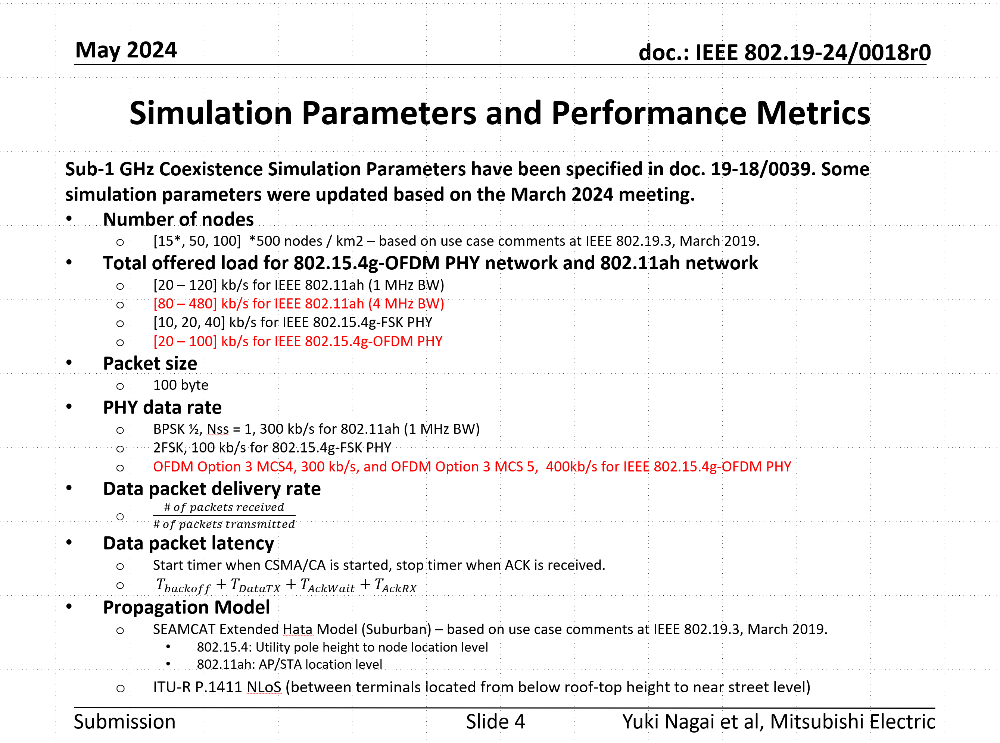 May 2024
doc.: IEEE 802.19-24/0018r0
Simulation Parameters and Performance Metrics
Sub-1 GHz Coexistence Simulation Parameters have been specified in doc. 19-18/0039. Some
simulation parameters were updated based on the March 2024 meeting.
• Number of nodes
o [15*, 50, 100] *500 nodes / km2 – based on use case comments at IEEE 802.19.3, March 2019.
• Total offered load for 802.15.4g-OFDM PHY network and 802.11ah network
o [20 – 120] kb/s for IEEE 802.11ah (1 MHz BW)
o [80 – 480] kb/s for IEEE 802.11ah (4 MHz BW)
o [10, 20, 40] kb/s for IEEE 802.15.4g-FSK PHY
o [20 – 100] kb/s for IEEE 802.15.4g-OFDM PHY
• Packet size
o 100 byte
• PHY data rate
o BPSK ½, Nss = 1, 300 kb/s for 802.11ah (1 MHz BW)
o 2FSK, 100 kb/s for 802.15.4g-FSK PHY
o OFDM Option 3 MCS4, 300 kb/s, and OFDM Option 3 MCS 5, 400kb/s for IEEE 802.15.4g-OFDM PHY
• Data packet delivery rate
o # of packets received
# of packets transmitted
• Data packet latency
o Start timer when CSMA/CA is started, stop timer when ACK is received.
o T_backoff + T_DataTX + T_AckWait + T_AckRX
• Propagation Model
o SEAMCAT Extended Hata Model (Suburban) – based on use case comments at IEEE 802.19.3, March 2019.
• 802.15.4: Utility pole height to node location level
• 802.11ah: AP/STA location level
o ITU-R P.1411 NLoS (between terminals located from below roof-top height to near street level)
Submission
Slide 4
Yuki Nagai et al, Mitsubishi Electric